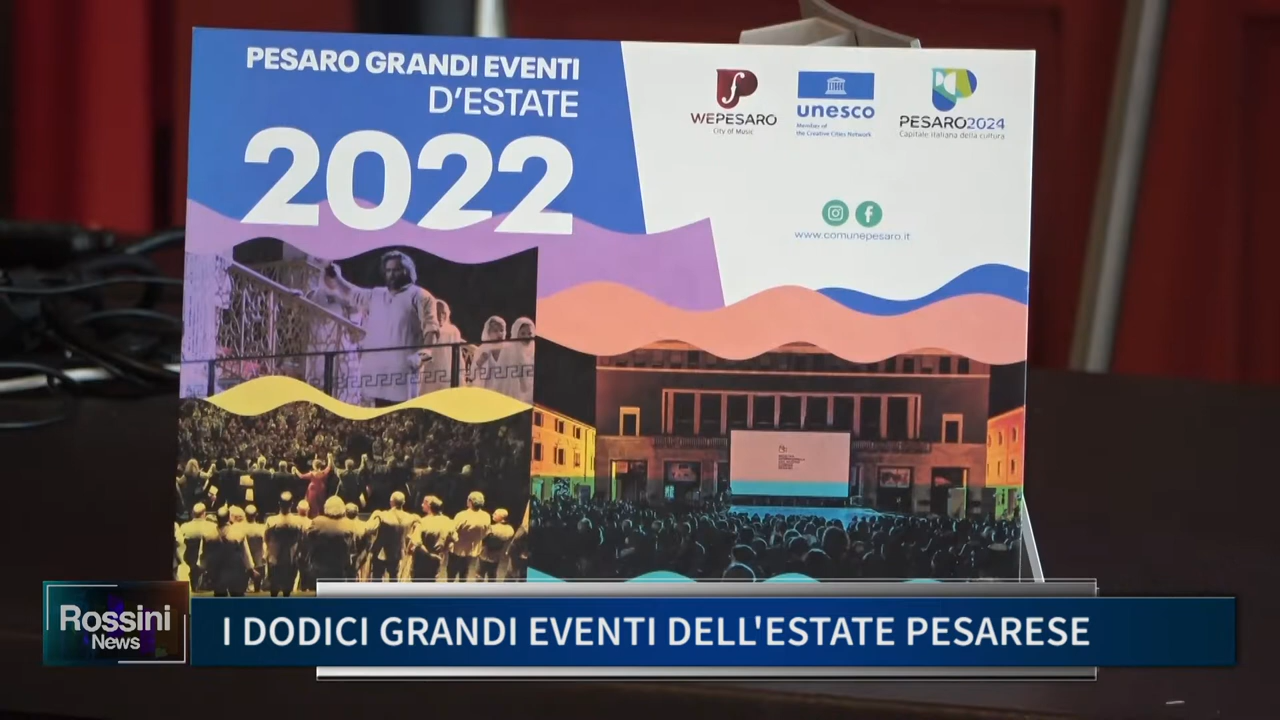 PESARO GRANDI EVENTI
D'ESTATE
2022
WEPESARO
City of Music
unesco
Member of
the Creative Cities Network
PESARO2024
Capitale italiana della cultura
www.comunepesaro.it
Rossini
News
I DODICI GRANDI EVENTI DELL'ESTATE PESARESE